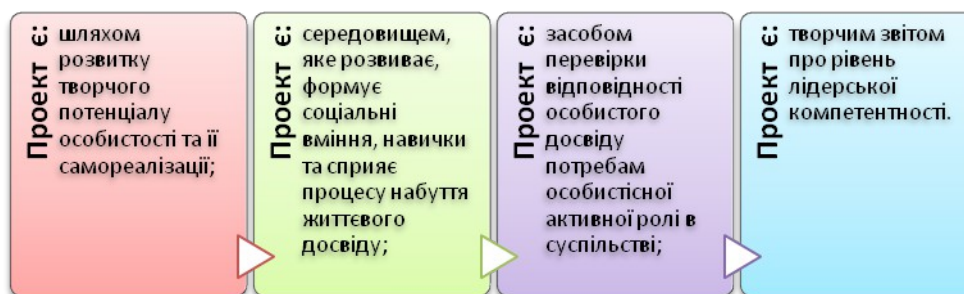 Проект є:
шляхом
розвитку
творчого
потенціалу
особистості та її
самореалізації;
Проект є:
середовищем,
яке розвиває,
формує
соціальні
вміння, навички
та сприяє
процесу набуття
життєвого
досвіду;
Проект є:
засобом
перевірки
відповідності
особистого
досвіду
потребам
особистісної
активної ролі в
суспільстві;
Проект є:
творчим звітом
про рівень
лідерської
компетентності.